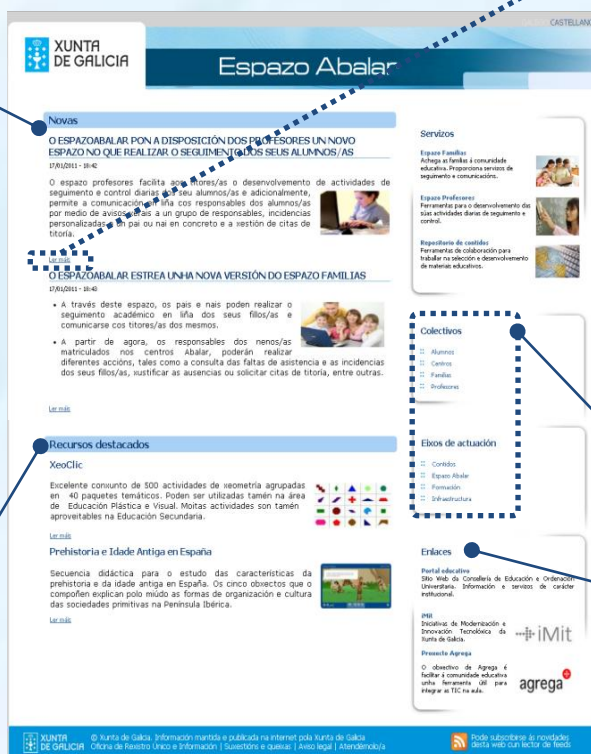 CASTELLANO
XUNTA
DE GALICIA
Espazo Abalar
Novas
O ESPAZOABALAR PON A DISPOSICIÓN DOS PROFESORES UN NOVO
ESPAZO NO QUE REALIZAR O SEGUIMENTO DOS SEUS ALUMNOS/AS
17/01/2011 - 18:42
O espazo profesores facilita aos titores/as o desenvolvemento de actividades de
seguimento e control diarias dos seu alumnos/as e adicionalmente,
permite a comunicación en liña cos responsables dos alumnos/as
por medio de avisos xerais a un grupo de responsables, incidencias
personalizadas a un pai ou nai en concreto e a xestión de citas de
titoría.
Ler máis
O ESPAZOABALAR ESTREA UNHA NOVA VERSIÓN DO ESPAZO FAMILIAS
17/01/2011 - 18:43
• A través deste espazo, os pais e nais poden realizar o
seguimento académico en liña dos seus fillos/as e
comunicarse cos titores/as dos mesmos.
• A partir de agora, os responsables dos nenos/as
matriculados nos centros Abalar, poderán realizar
diferentes accións, tales como a consulta das faltas de asistencia e as incidencias
dos seus fillos/as, xustificar as ausencias ou solicitar citas de titoría, entre outras.
Ler máis
Recursos destacados
XeoClic
Excelente conxunto de 500 actividades de xeometría agrupadas
en 40 paquetes temáticos. Poden ser utilizadas tamén na área
de Educación Plástica e Visual. Moitas actividades son tamén
aproveitables na Educación Secundaria.
Ler máis
Prehistoria e Idade Antiga en España
Secuencia didáctica para o estudo das características da
prehistoria e da idade antiga en España. Os cinco obxectos que o
compoñen explican polo miúdo as formas de organización e cultura
das sociedades primitivas na Península Ibérica.
Ler máis
Servizos
Espazo Familias
Achega as familias á comunidade
educativa. Proporciona servizos de
seguimento e comunicacións.
Espazo Profesores
Ferramentas para o desenvolvemento das
súas actividades diarias de seguimento e
control.
Repositorio de contidos
Ferramentas de colaboración para
traballar na selección e desenvolvemento
de materiais educativos.
Colectivos
Alumnos
Centros
Familias
Profesores
Eixos de actuación
Contidos
Espazo Abalar
Formación
Infraestructura
Enlaces
Portal educativo
Sitio Web da Consellería de Educación e Ordenación
Universitaria. Información e servizos de carácter
institucional.
iMit
Iniciativas de Modernización e
Innovación Tecnolóxica da
Xunta de Galicia.
iMit
Proxecto Agrega
O obxectivo de Agrega é
facilitar á comunidade educativa
unha ferramenta útil para
integrar as TIC na aula.
agrega
XUNTA
DE GALICIA
© Xunta de Galicia. Información mantida e publicada na internet pola Xunta de Galicia
Oficina de Rexistro Único e Información | Suxestións e queixas | Aviso legal | Atendémolo/a
Pode subscribirse ás novidades
desta web cun lector de feeds